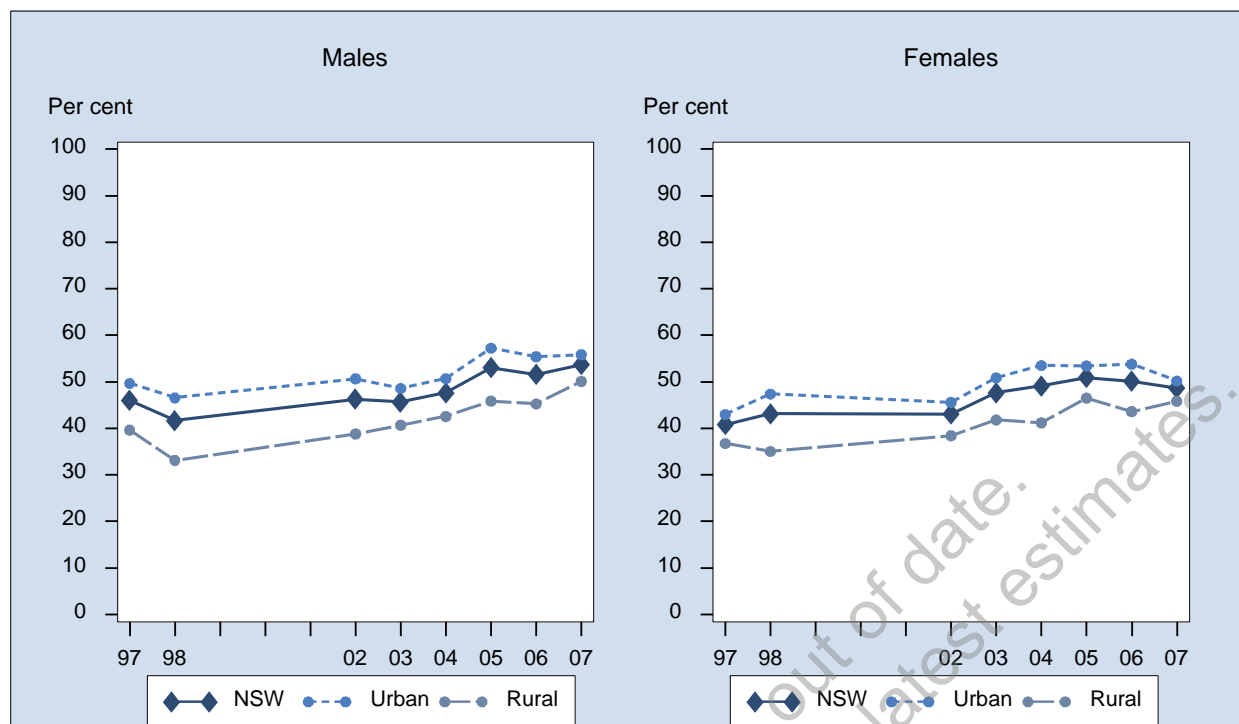 Males
Per cent
100
90
80
70
60
50
40
30
20
10
0
97 98 02 03 04 05 06 07
NSW Urban Rural
Females
Per cent
100
90
80
70
60
50
40
30
20
10
0
97 98 02 03 04 05 06 07
NSW Urban Rural
out of date.
latest estimates.